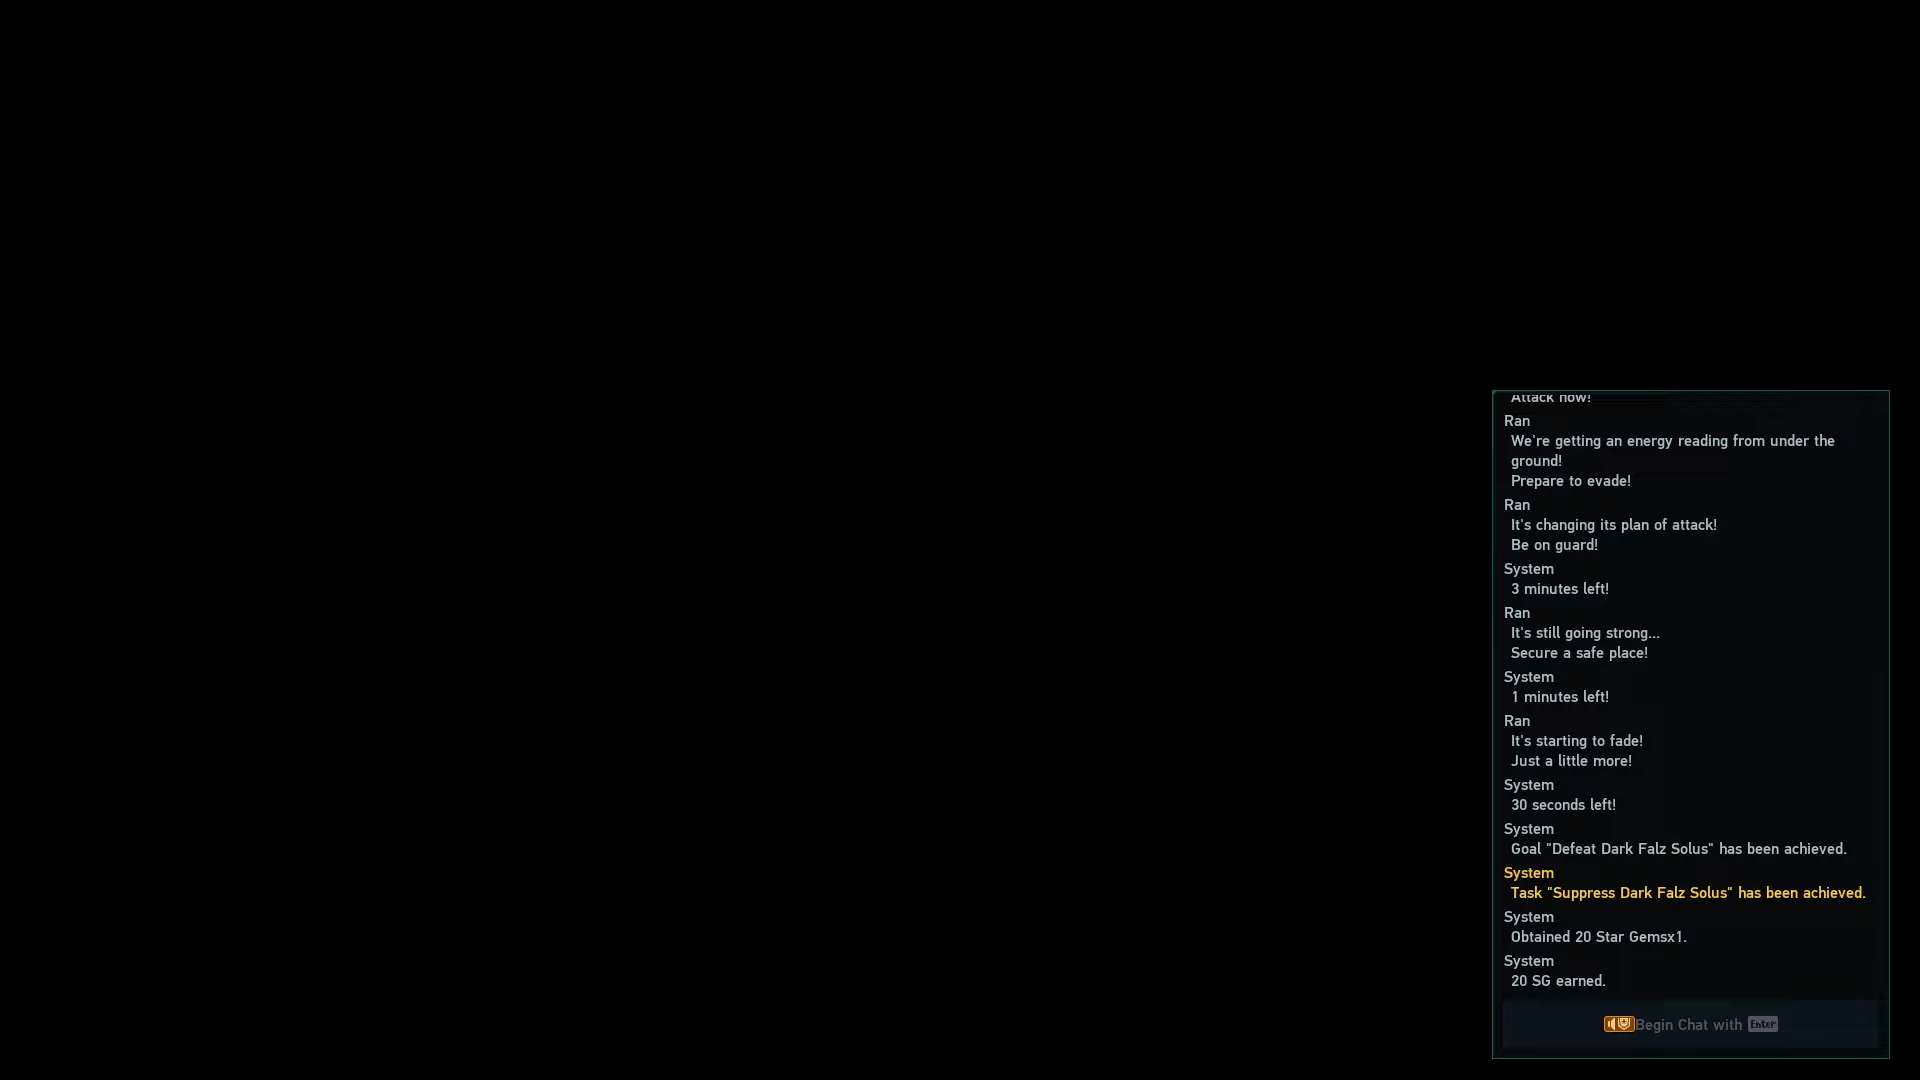 Attack now!
Ran
We're getting an energy reading from under the
ground!
Prepare to evade!
Ran
It's changing its plan of attack!
Be on guard!
System
3 minutes left!
Ran
It's still going strong...
Secure a safe place!
System
1 minutes left!
Ran
It's starting to fade!
Just a little more!
System
30 seconds left!
System
Goal "Defeat Dark Falz Solus" has been achieved.
System
Task "Suppress Dark Falz Solus" has been achieved.
System
Obtained 20 Star Gemsx1.
System
20 SG earned.
Begin Chat with Enter